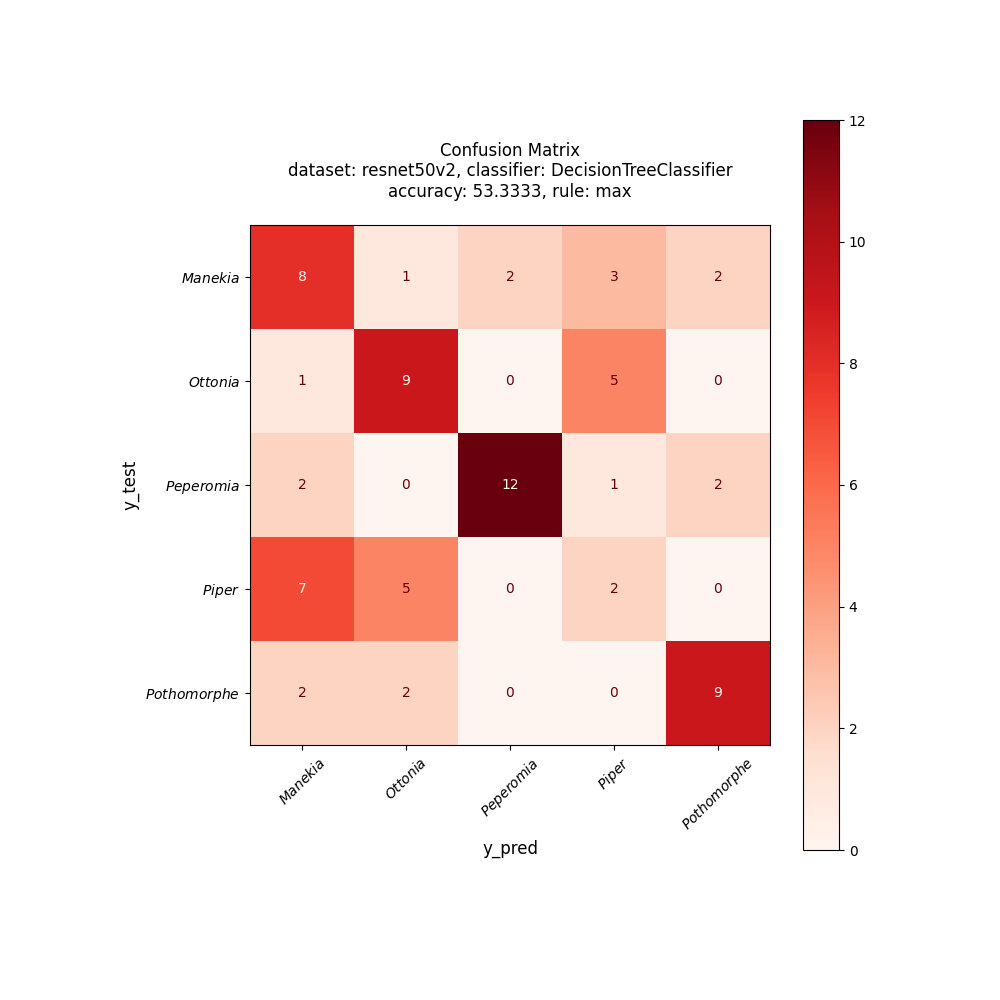 Confusion Matrix
dataset: resnet50v2, classifier: DecisionTreeClassifier
accuracy: 53.3333, rule: max
Manekia 8 1 2 3 2
Ottonia 1 9 0 5 0
Peperomia 2 0 12 1 2
Piper 7 5 0 2 0
Pothomorphe 2 2 0 0 9
y_test
Manekia Ottonia Peperomia Piper Pothomorphe
y_pred
12
10
8
6
4
2
0